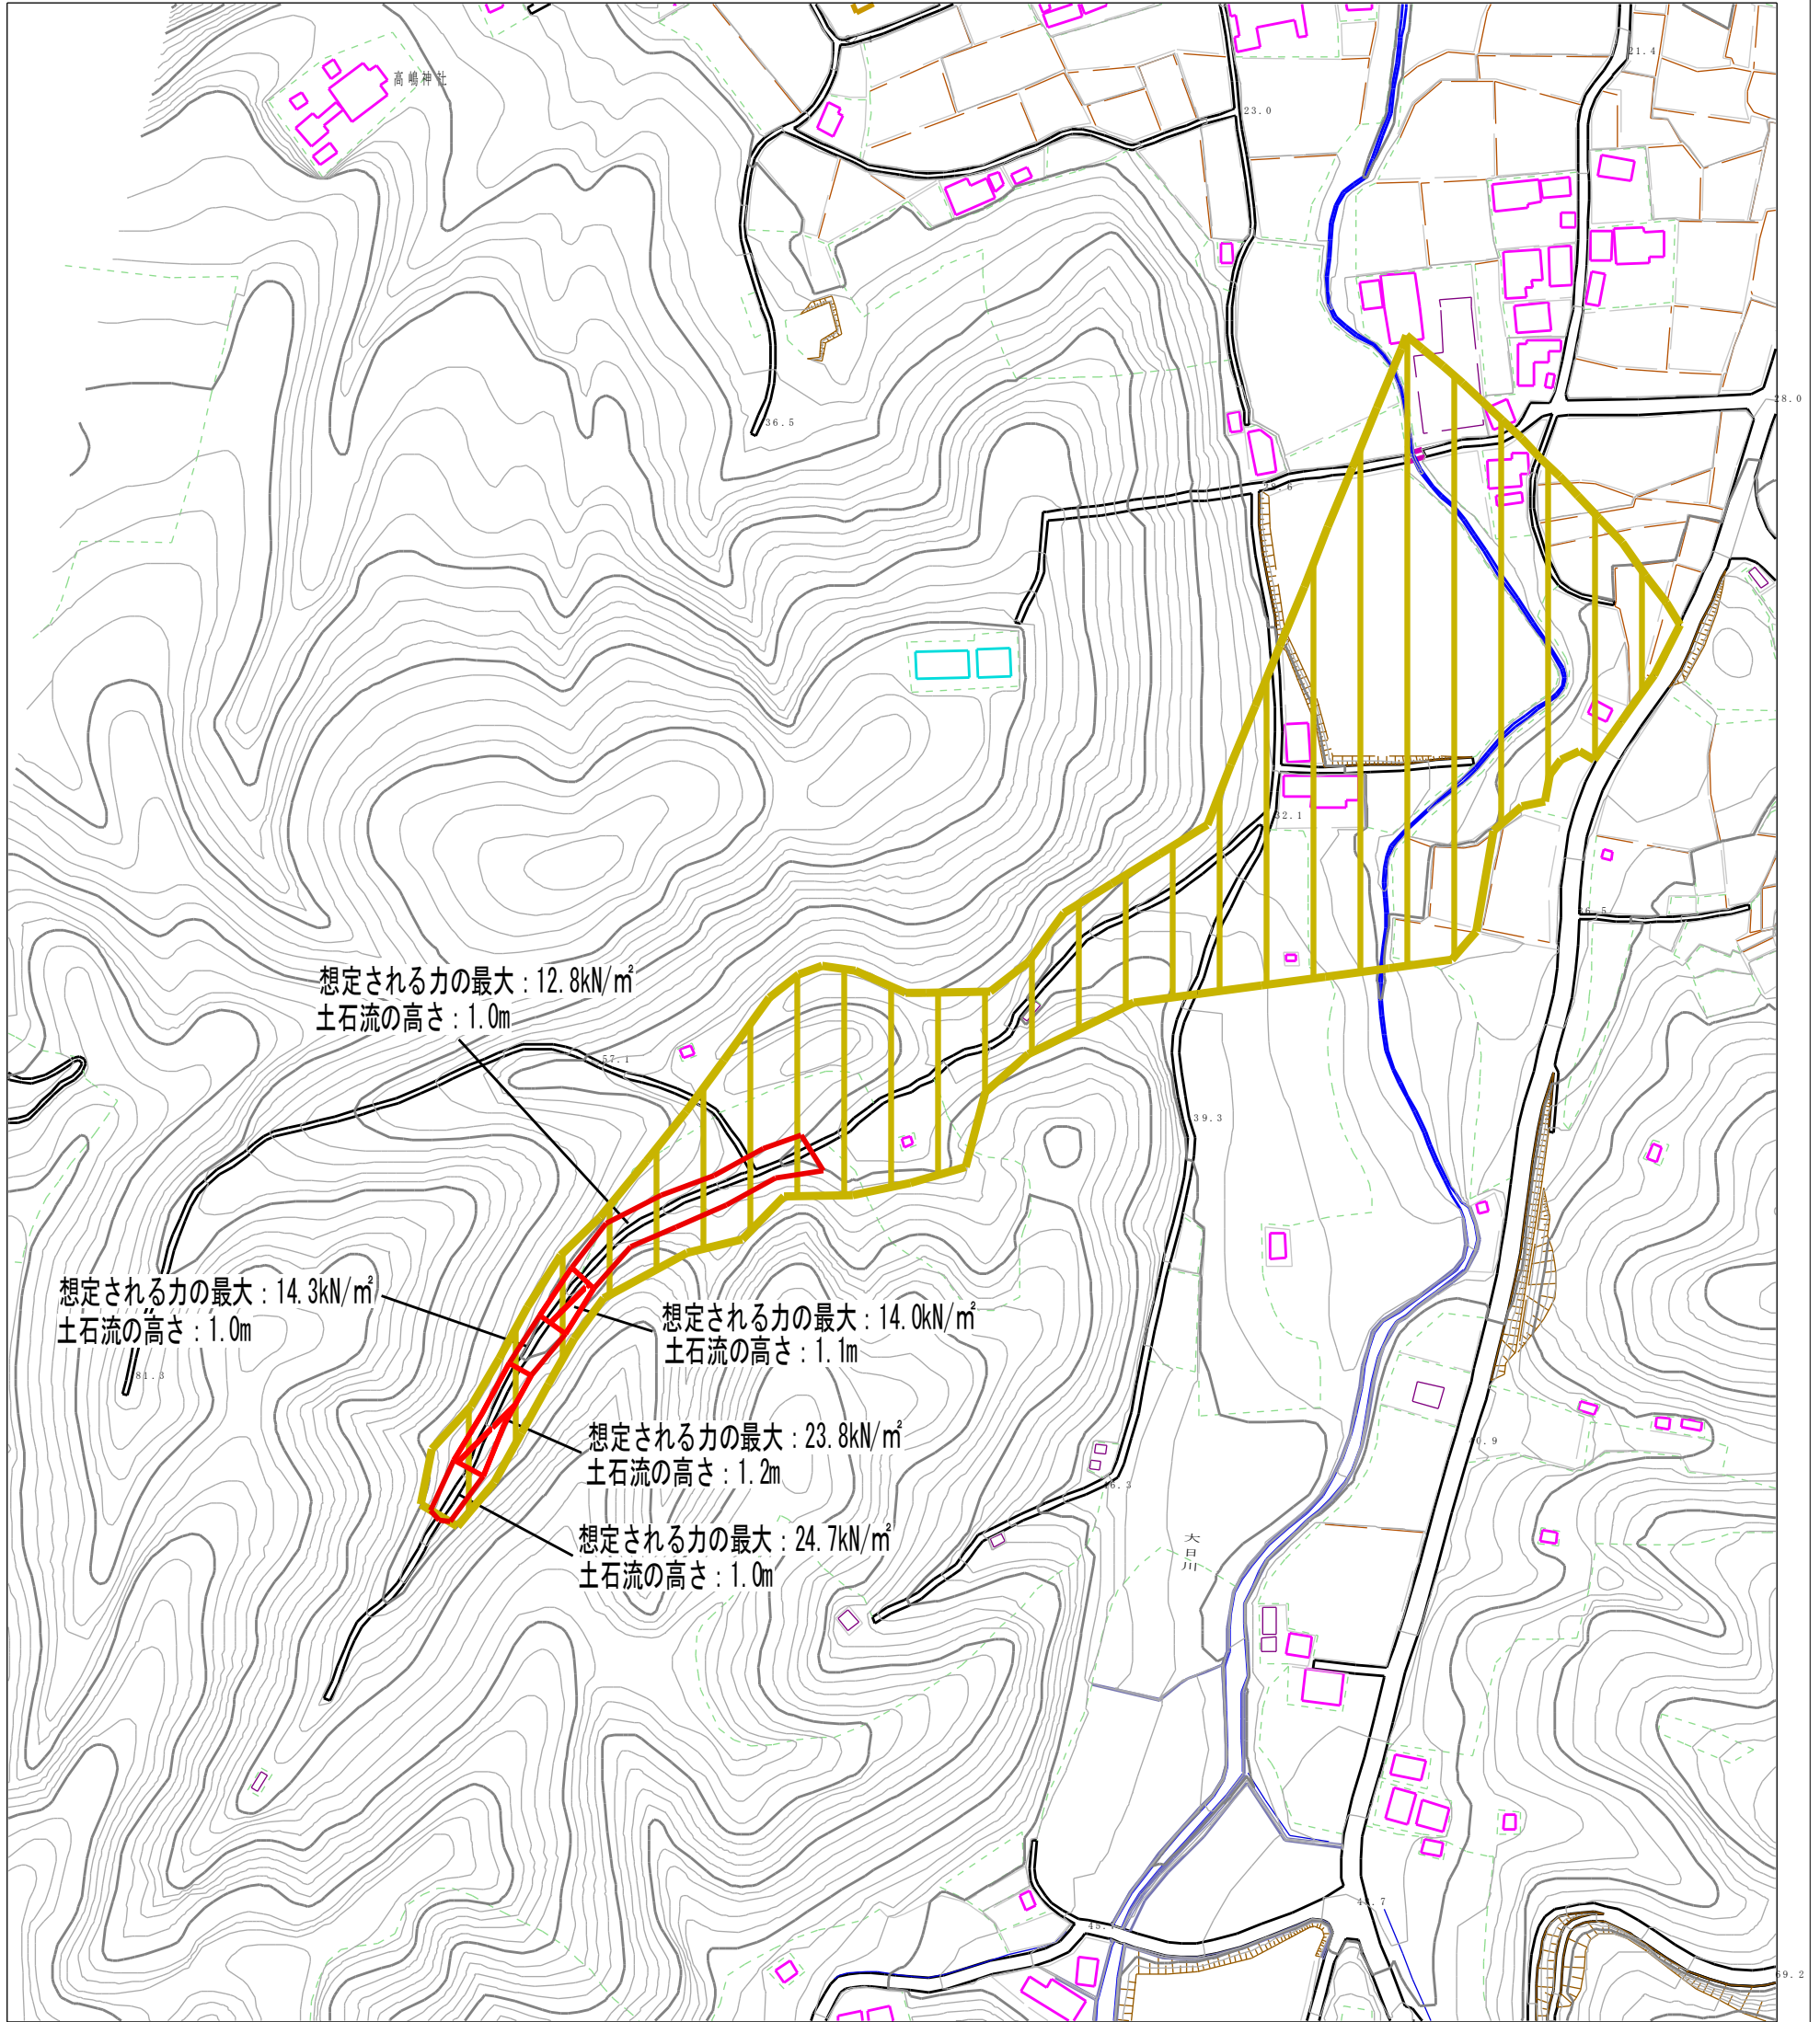 高嶋神社
21.4
23.0
28.0
36.5
32.1
想定される力の最大：12.8kN/㎡
土石流の高さ：1.0m
57.1
39.3
想定される力の最大：14.3kN/㎡
土石流の高さ：1.0m
想定される力の最大：14.0kN/㎡
土石流の高さ：1.1m
81.3
想定される力の最大：23.8kN/㎡
土石流の高さ：1.2m
想定される力の最大：24.7kN/㎡
土石流の高さ：1.0m
大目川
69.2